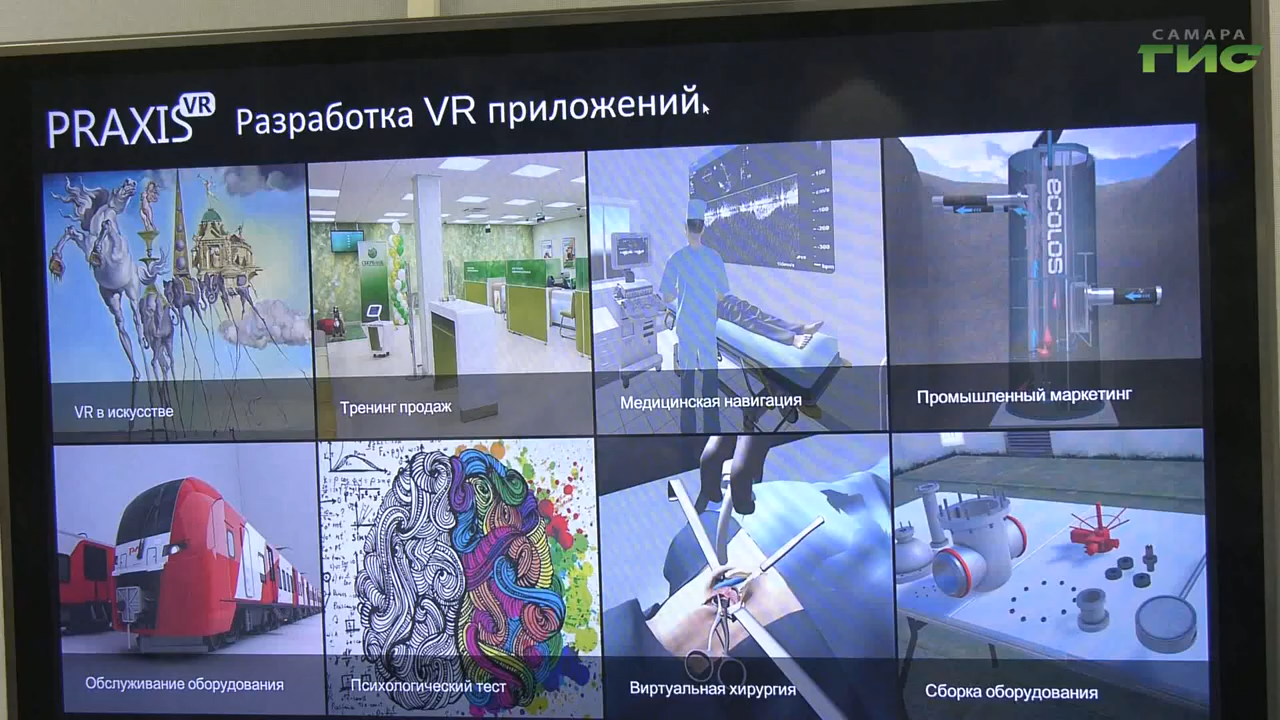 САМАРА
ГИС
PRAXIS VR
Разработка VR приложений.
ecolos
VR в искусстве
Тренинг продаж
Медицинская навигация
Промышленный маркетинг
Обслуживание оборудования
Психологический тест
Виртуальная хирургия
Сборка оборудования